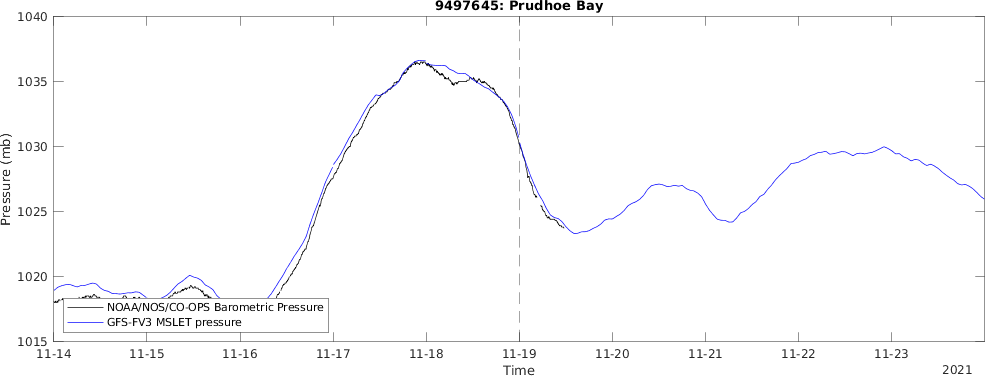 9497645: Prudhoe Bay
1040
1035
1030
1025
1020
1015
Pressure (mb)
NOAA/NOS/CO-OPS Barometric Pressure
GFS-FV3 MSLET pressure
11-14 11-15 11-16 11-17 11-18 11-19 11-20 11-21 11-22 11-23
Time
2021